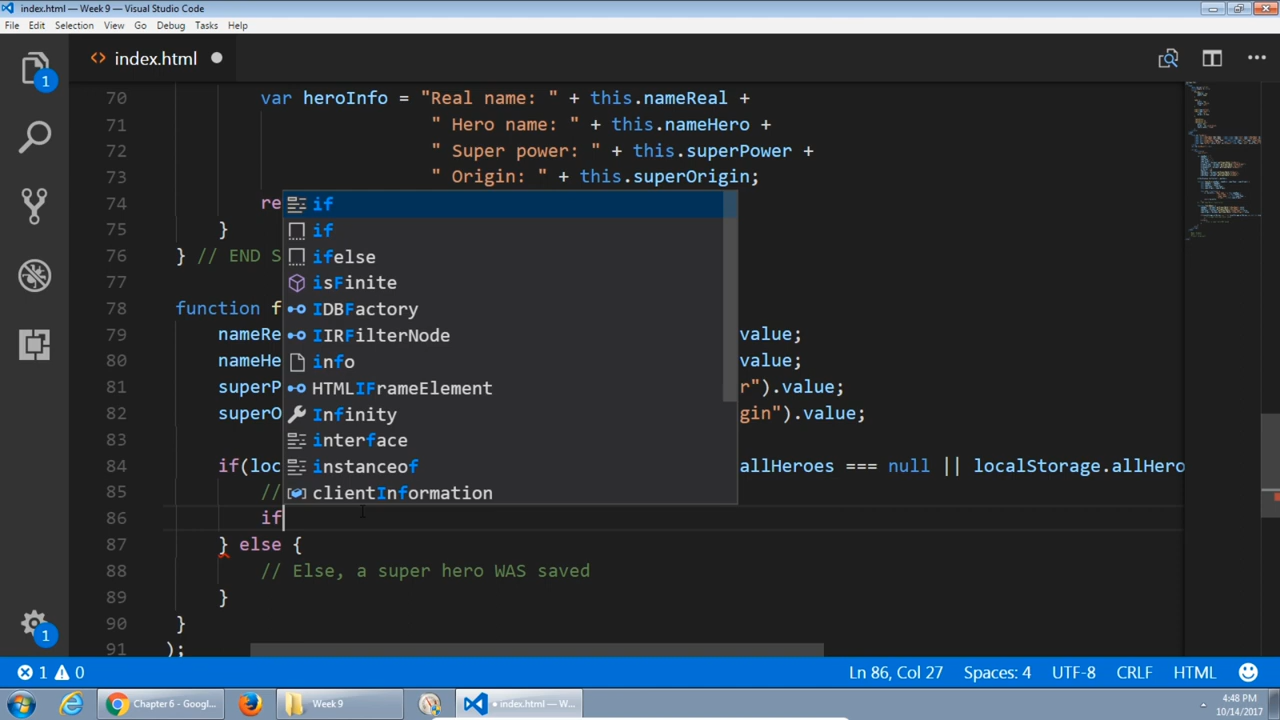 index.html — Week 9 - Visual Studio Code
File Edit Selection View Go Debug Tasks Help
1
index.html
70 var heroInfo = "Real name: " + this.nameReal +
71 " Hero name: " + this.nameHero +
72 " Super power: " + this.superPower +
73 " Origin: " + this.superOrigin;
74 re
75 }
76 } // END S
77
78 function f
79 nameRe value;
80 nameHe value;
81 superP r").value;
82 superO gin").value;
83
84 if(loc allHeroes === null || localStorage.allHero
85 //
86 if
87 } else {
88 // Else, a super hero WAS saved
89 }
90 }
91 );
if
if
ifelse
isFinite
IDBFactory
IIRFilterNode
info
HTMLIFrameElement
Infinity
interface
instanceof
clientInformation
1
1 0 Ln 86, Col 27 Spaces: 4 UTF-8 CRLF HTML
Chapter 6 - Googl... Week 9 index.html — W...
4:48 PM
10/14/2017